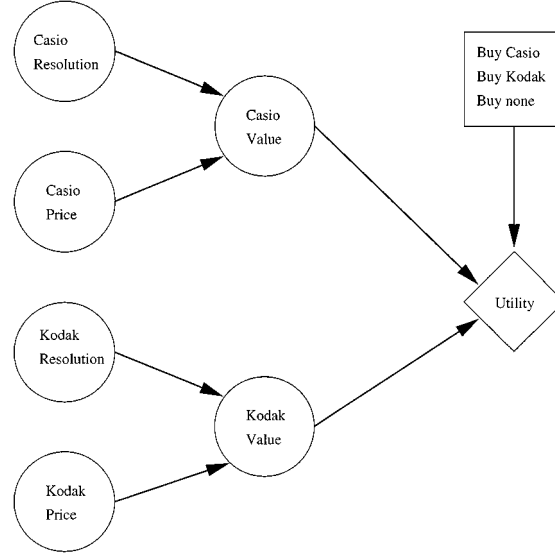 Casio
Resolution
Casio
Price
Casio
Value
Buy Casio
Buy Kodak
Buy none
Utility
Kodak
Resolution
Kodak
Price
Kodak
Value